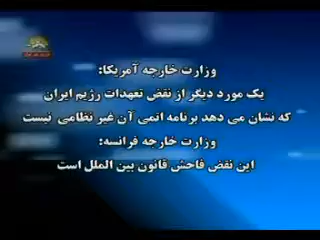 وزارت خارجه آمریکا:
یک مورد دیگر از نقض تعهدات رژیم ایران
که نشان می دهد برنامه اتمی آن غیر نظامی نیست
وزارت خارجه فرانسه:
این نقض فاحش قانون بین الملل است